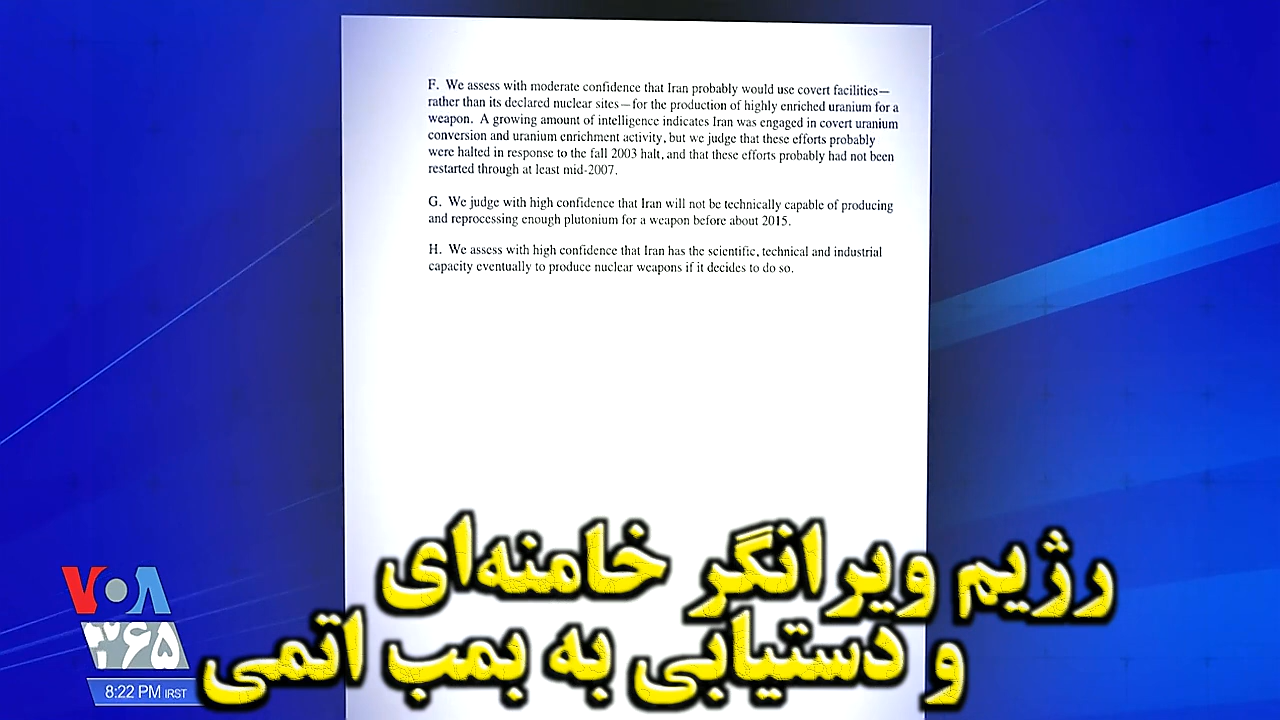 F. We assess with moderate confidence that Iran probably would use covert facilities—
rather than its declared nuclear sites—for the production of highly enriched uranium for a
weapon. A growing amount of intelligence indicates Iran was engaged in covert uranium
conversion and uranium enrichment activity, but we judge that these efforts probably
were halted in response to the fall 2003 halt, and that these efforts probably had not been
restarted through at least mid-2007.
G. We judge with high confidence that Iran will not be technically capable of producing
and reprocessing enough plutonium for a weapon before about 2015.
H. We assess with high confidence that Iran has the scientific, technical and industrial
capacity eventually to produce nuclear weapons if it decides to do so.
رژیم ویرانگر خامنه‌ای
و دستیابی به بمب اتمی
VOA
۳۶۵
8:22 PM IRST